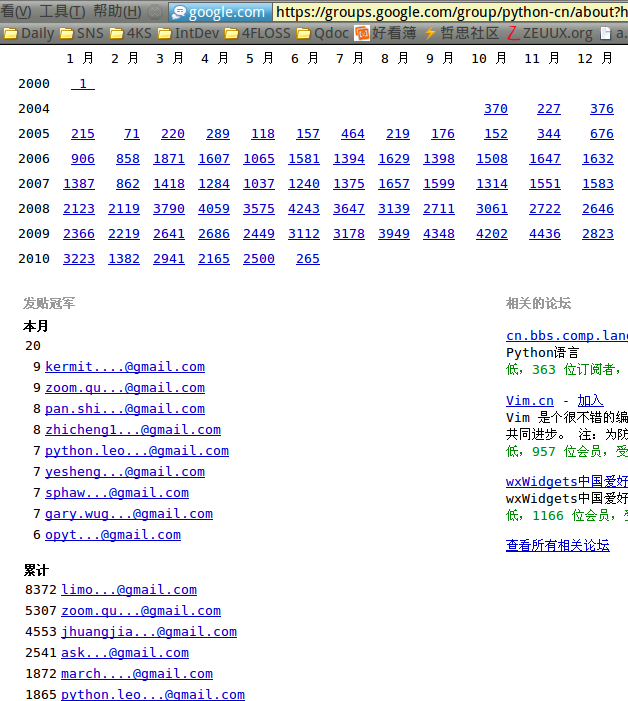 看(V) 工具(T) 帮助(H) google.com https://groups.google.com/group/python-cn/about?h
Daily SNS 4KS IntDev 4FLOSS Qdoc 好看簿 哲思社区 ZEUUX.org a.
1 月 2 月 3 月 4 月 5 月 6 月 7 月 8 月 9 月 10 月 11 月 12 月
2000 1
2004 370 227 376
2005 215 71 220 289 118 157 464 219 176 152 344 676
2006 906 858 1871 1607 1065 1581 1394 1629 1398 1508 1647 1632
2007 1387 862 1418 1284 1037 1240 1375 1657 1599 1314 1551 1583
2008 2123 2119 3790 4059 3575 4243 3647 3139 2711 3061 2722 2646
2009 2366 2219 2641 2686 2449 3112 3178 3949 4348 4202 4436 2823
2010 3223 1382 2941 2165 2500 265
发贴冠军
本月
20
9 kermit....@gmail.com
9 zoom.qu...@gmail.com
8 pan.shi...@gmail.com
8 zhicheng1...@gmail.com
7 python.leo...@gmail.com
7 yesheng...@gmail.com
7 sphaw...@gmail.com
7 gary.wug...@gmail.com
6 opyt...@gmail.com
累计
8372 limo...@gmail.com
5307 zoom.qu...@gmail.com
4553 jhuangjia...@gmail.com
2541 ask...@gmail.com
1872 march....@gmail.com
1865 python.leo...@gmail.com
相关的论坛
cn.bbs.comp.lan
Python语言
低，363 位订阅者，
Vim.cn - 加入
Vim 是个很不错的编
共同进步。 注：为防
低，957 位会员，受
wxWidgets中国爱好
wxWidgets中国爱好
低，1166 位会员，
查看所有相关论坛